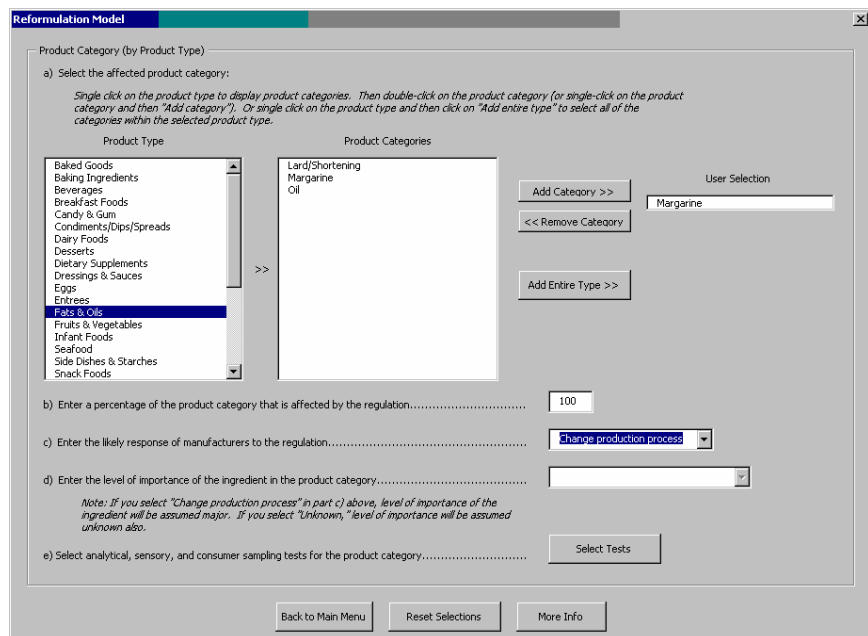 Reformulation Model
Product Category (by Product Type)
a) Select the affected product category:
Single click on the product type to display product categories. Then double-click on the product category (or single-click on the product
category and then "Add category"). Or single click on the product type and then click on "Add entire type" to select all of the
categories within the selected product type.
Product Type
Product Categories
Baked Goods
Baking Ingredients
Beverages
Breakfast Foods
Candy & Gum
Condiments/Dips/Spreads
Dairy Foods
Desserts
Dietary Supplements
Dressings & Sauces
Eggs
Entrees
Fats & Oils
Fruits & Vegetables
Infant Foods
Seafood
Side Dishes & Starches
Snack Foods
>>
Lard/Shortening
Margarine
Oil
Add Category >>
<< Remove Category
Add Entire Type >>
User Selection
Margarine
b) Enter a percentage of the product category that is affected by the regulation............................... 100
c) Enter the likely response of manufacturers to the regulation..................................................... Change production process
d) Enter the level of importance of the ingredient in the product category........................................
Note: If you select "Change production process" in part c) above, level of importance of the
ingredient will be assumed major. If you select "Unknown," level of importance will be assumed
unknown also.
e) Select analytical, sensory, and consumer sampling tests for the product category............................ Select Tests
Back to Main Menu
Reset Selections
More Info